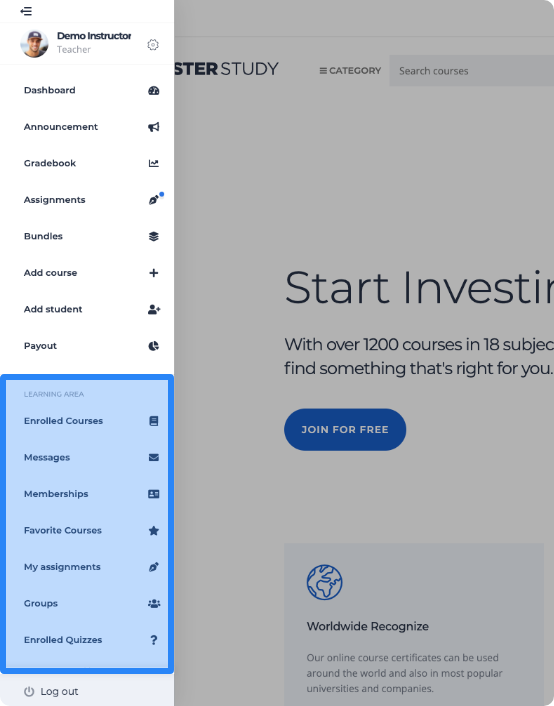 Demo Instructor
Teacher
Dashboard
Announcement
Gradebook
Assignments
Bundles
Add course
Add student
Payout
LEARNING AREA
Enrolled Courses
Messages
Memberships
Favorite Courses
My assignments
Groups
Enrolled Quizzes
Log out
STER STUDY
CATEGORY
Search courses
Start Investin
With over 1200 courses in 18 subjec
find something that's right for you.
JOIN FOR FREE
Worldwide Recognize
Our online course certificates can be used
around the world and also in most popular
universities and companies.